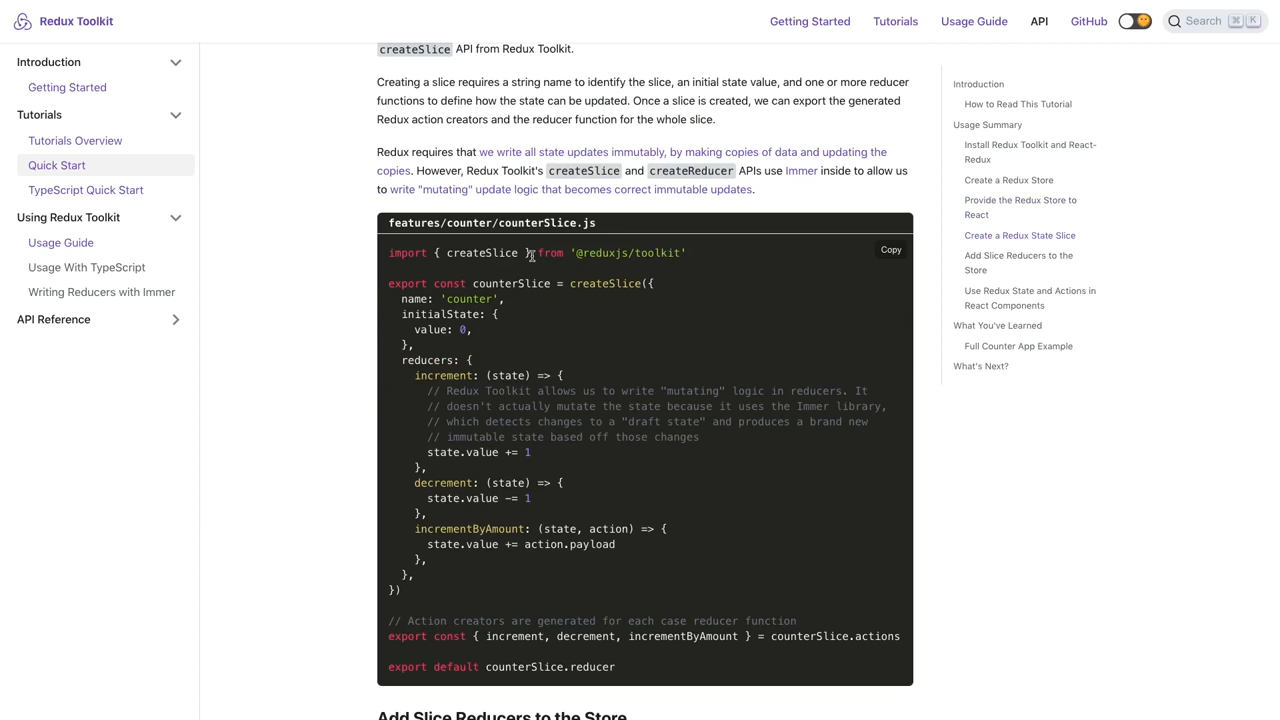 Redux Toolkit
Getting Started
Tutorials
Usage Guide
API
GitHub
Search
⌘ K
Introduction
Getting Started
Tutorials
Tutorials Overview
Quick Start
TypeScript Quick Start
Using Redux Toolkit
Usage Guide
Usage With TypeScript
Writing Reducers with Immer
API Reference
createSlice API from Redux Toolkit.
Creating a slice requires a string name to identify the slice, an initial state value, and one or more reducer
functions to define how the state can be updated. Once a slice is created, we can export the generated
Redux action creators and the reducer function for the whole slice.
Redux requires that we write all state updates immutably, by making copies of data and updating the
copies. However, Redux Toolkit's createSlice and createReducer APIs use Immer inside to allow us
to write "mutating" update logic that becomes correct immutable updates.
features/counter/counterSlice.js
Copy
import { createSlice } from '@reduxjs/toolkit'
export const counterSlice = createSlice({
name: 'counter',
initialState: {
value: 0,
},
reducers: {
increment: (state) => {
// Redux Toolkit allows us to write "mutating" logic in reducers. It
// doesn't actually mutate the state because it uses the Immer library,
// which detects changes to a "draft state" and produces a brand new
// immutable state based off those changes
state.value += 1
},
decrement: (state) => {
state.value -= 1
},
incrementByAmount: (state, action) => {
state.value += action.payload
},
},
})
// Action creators are generated for each case reducer function
export const { increment, decrement, incrementByAmount } = counterSlice.actions
export default counterSlice.reducer
Add Slice Reducers to the Store
Introduction
How to Read This Tutorial
Usage Summary
Install Redux Toolkit and React-
Redux
Create a Redux Store
Provide the Redux Store to
React
Create a Redux State Slice
Add Slice Reducers to the
Store
Use Redux State and Actions in
React Components
What You've Learned
Full Counter App Example
What's Next?